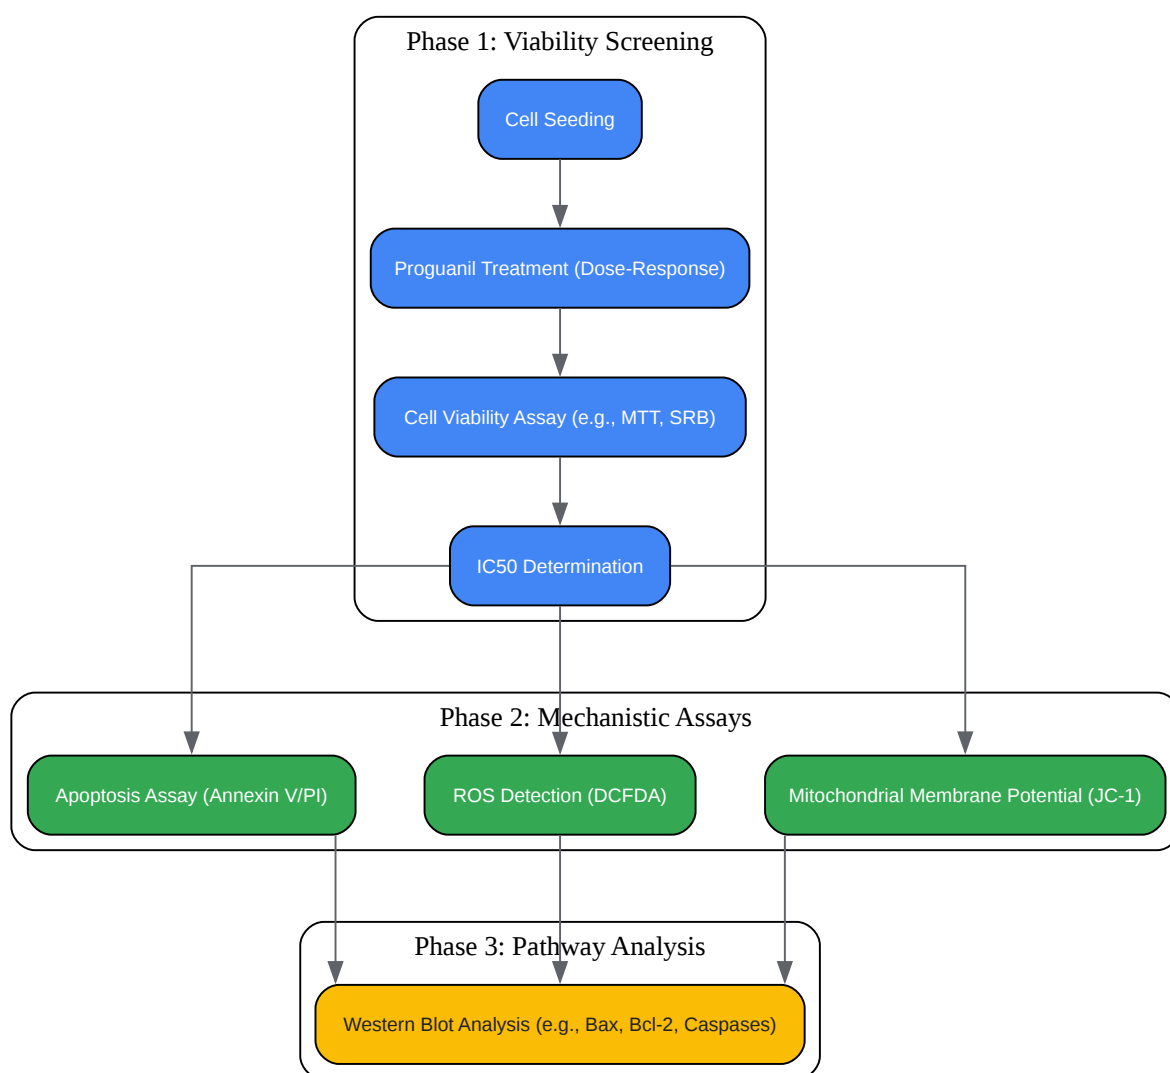 Phase 1: Viability Screening
Cell Seeding
Proguanil Treatment (Dose-Response)
Cell Viability Assay (e.g., MTT, SRB)
IC50 Determination
Phase 2: Mechanistic Assays
Apoptosis Assay (Annexin V/PI)
ROS Detection (DCFDA)
Mitochondrial Membrane Potential (JC-1)
Phase 3: Pathway Analysis
Western Blot Analysis (e.g., Bax, Bcl-2, Caspases)